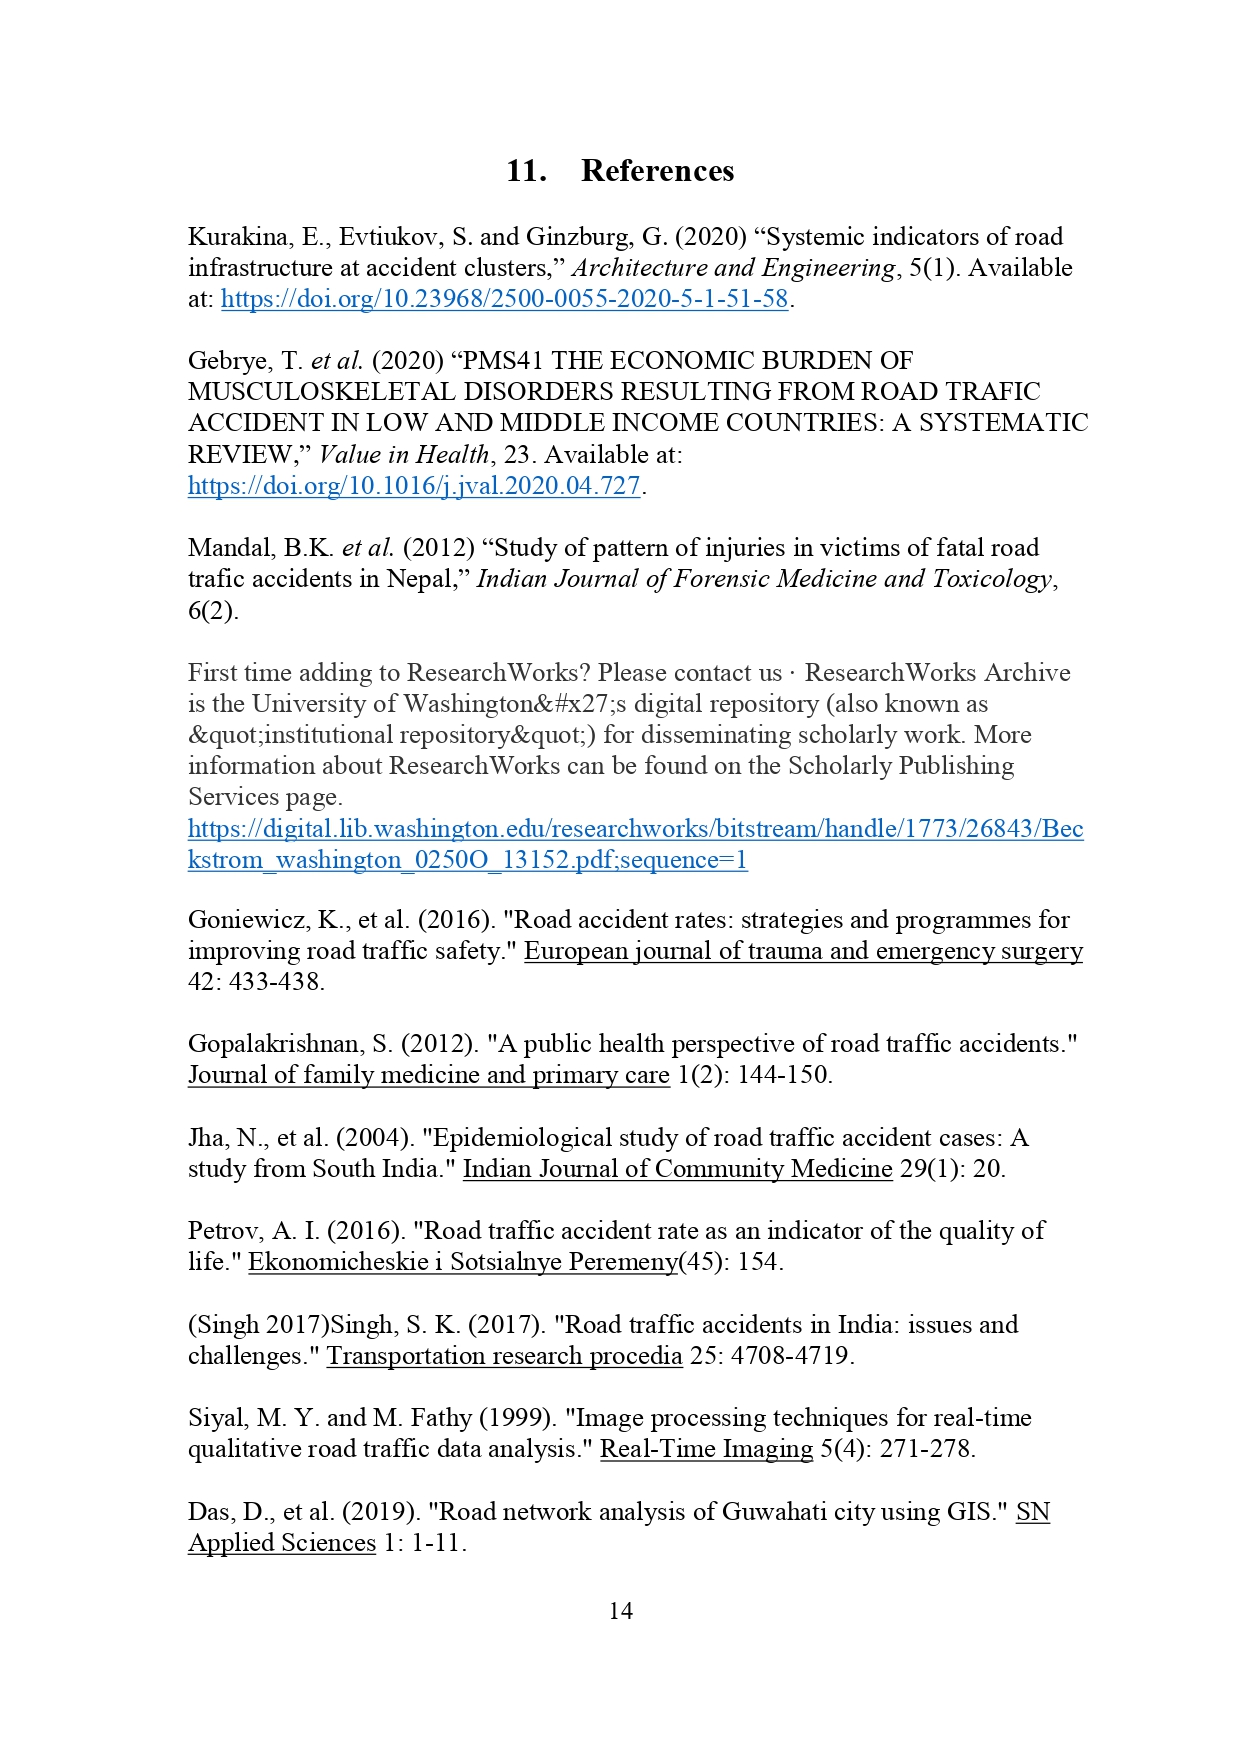 11. References
Kurakina, E., Evtiukov, S. and Ginzburg, G. (2020) “Systemic indicators of road
infrastructure at accident clusters,” Architecture and Engineering, 5(1). Available
at: https://doi.org/10.23968/2500-0055-2020-5-1-51-58.
Gebrye, T. et al. (2020) “PMS41 THE ECONOMIC BURDEN OF
MUSCULOSKELETAL DISORDERS RESULTING FROM ROAD TRAFIC
ACCIDENT IN LOW AND MIDDLE INCOME COUNTRIES: A SYSTEMATIC
REVIEW,” Value in Health, 23. Available at:
https://doi.org/10.1016/j.jval.2020.04.727.
Mandal, B.K. et al. (2012) “Study of pattern of injuries in victims of fatal road
trafic accidents in Nepal,” Indian Journal of Forensic Medicine and Toxicology,
6(2).
First time adding to ResearchWorks? Please contact us · ResearchWorks Archive
is the University of Washington&#x27;s digital repository (also known as
&quot;institutional repository&quot;) for disseminating scholarly work. More
information about ResearchWorks can be found on the Scholarly Publishing
Services page.
https://digital.lib.washington.edu/researchworks/bitstream/handle/1773/26843/Bec
kstrom_washington_0250O_13152.pdf;sequence=1
Goniewicz, K., et al. (2016). "Road accident rates: strategies and programmes for
improving road traffic safety." European journal of trauma and emergency surgery
42: 433-438.
Gopalakrishnan, S. (2012). "A public health perspective of road traffic accidents."
Journal of family medicine and primary care 1(2): 144-150.
Jha, N., et al. (2004). "Epidemiological study of road traffic accident cases: A
study from South India." Indian Journal of Community Medicine 29(1): 20.
Petrov, A. I. (2016). "Road traffic accident rate as an indicator of the quality of
life." Ekonomicheskie i Sotsialnye Peremeny(45): 154.
(Singh 2017)Singh, S. K. (2017). "Road traffic accidents in India: issues and
challenges." Transportation research procedia 25: 4708-4719.
Siyal, M. Y. and M. Fathy (1999). "Image processing techniques for real-time
qualitative road traffic data analysis." Real-Time Imaging 5(4): 271-278.
Das, D., et al. (2019). "Road network analysis of Guwahati city using GIS." SN
Applied Sciences 1: 1-11.
14